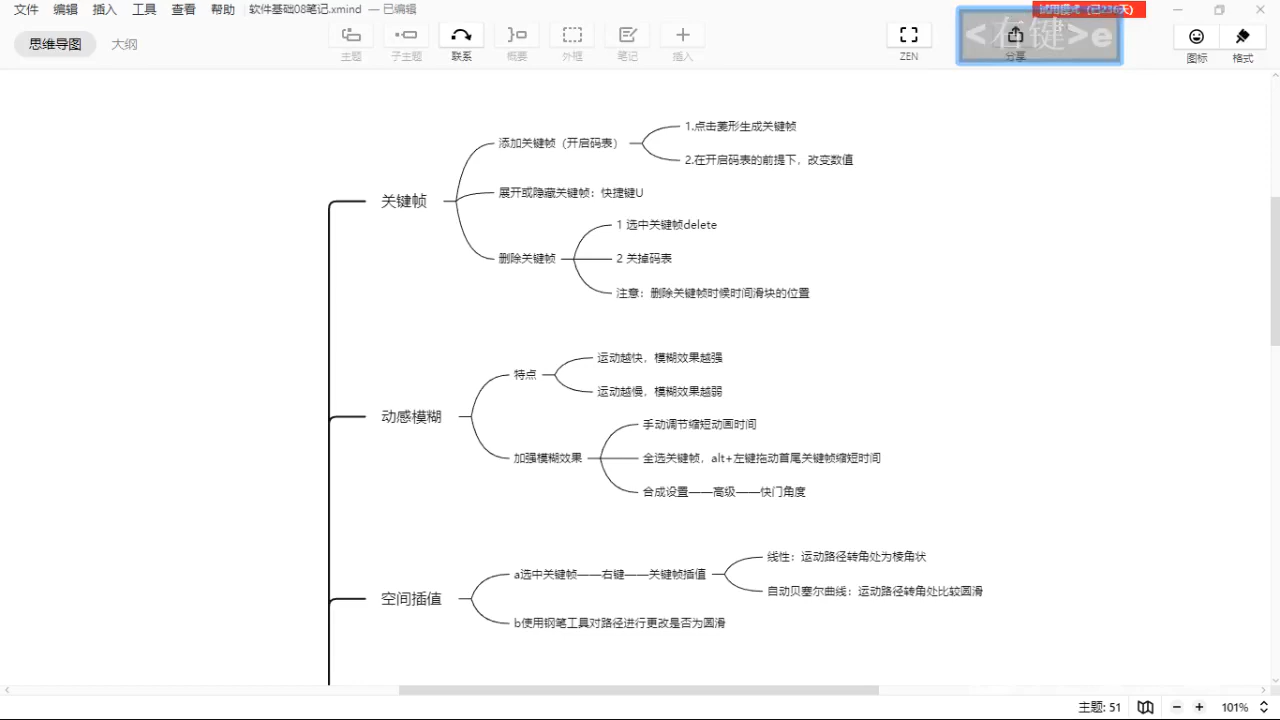 文件 编辑 插入 工具 查看 帮助 软件基础08笔记.xmind — 已编辑
试用模式 (已236天)
思维导图 大纲
主题 子主题 联系 概要 外框 笔记 插入 ZEN 分享 图标 格式
<右键>e
关键帧
添加关键帧（开启码表）
1.点击菱形生成关键帧
2.在开启码表的前提下，改变数值
展开或隐藏关键帧：快捷键U
删除关键帧
1 选中关键帧delete
2 关掉码表
注意：删除关键帧时候时间滑块的位置
动感模糊
特点
运动越快，模糊效果越强
运动越慢，模糊效果越弱
加强模糊效果
手动调节缩短动画时间
全选关键帧，alt+左键拖动首尾关键帧缩短时间
合成设置——高级——快门角度
空间插值
a选中关键帧——右键——关键帧插值
线性：运动路径转角处为棱角状
自动贝塞尔曲线：运动路径转角处比较圆滑
b使用钢笔工具对路径进行更改是否为圆滑
主题: 51 101%